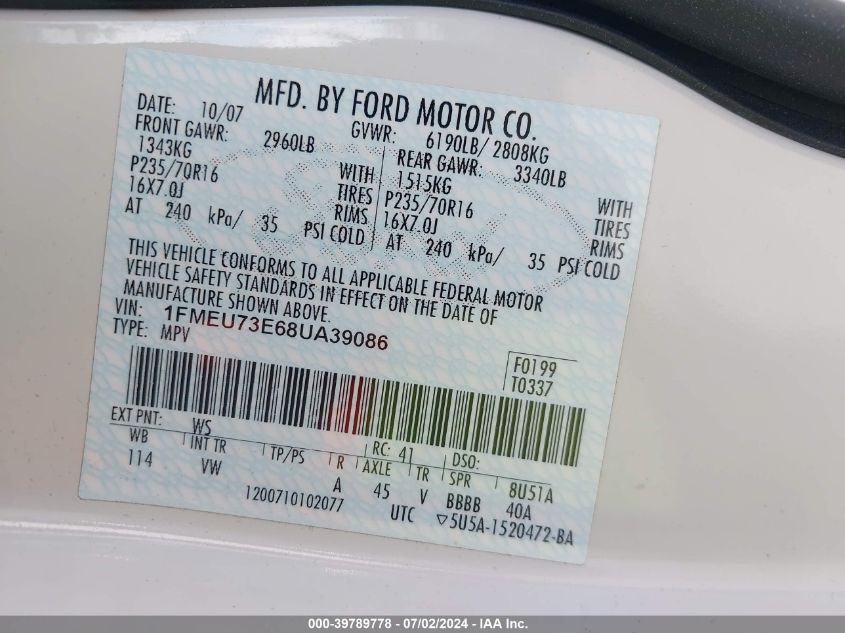 MFD. BY FORD MOTOR CO.
DATE: 10/07 GVWR: 6190LB/ 2808KG
FRONT GAWR: 2960LB REAR GAWR: 3340LB
1343KG WITH 1515KG WITH
P235/70R16 TIRES P235/70R16 TIRES
16X7.0J RIMS 16X7.0J RIMS
AT 240 kPa/ 35 PSI COLD AT 240 kPa/ 35 PSI COLD
THIS VEHICLE CONFORMS TO ALL APPLICABLE FEDERAL MOTOR
VEHICLE SAFETY STANDARDS IN EFFECT ON THE DATE OF
MANUFACTURE SHOWN ABOVE.
VIN: 1FMEU73E68UA39086
TYPE: MPV
F0199
T0337
EXT PNT: WS RC: 41 DSO:
WB INT TR TP/PS R AXLE TR SPR 8U51A
114 VW A 45 V BBBB 40A
1200710102077 UTC ▽5U5A-1520472-BA
000-39789778 - 07/02/2024 - IAA Inc.